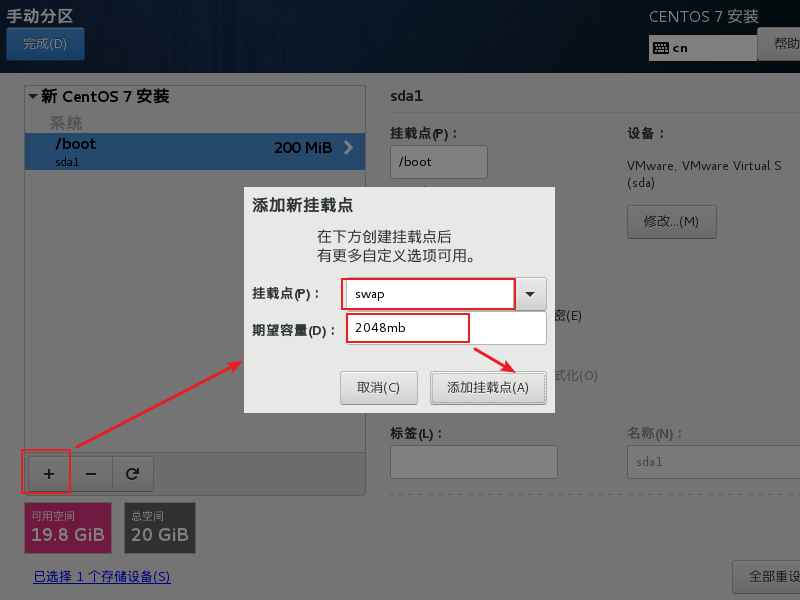 手动分区
CENTOS 7 安装
完成(D)
cn
帮助
新 CentOS 7 安装
sda1
系统
/boot
200 MiB
sda1
挂载点(P)：
/boot
设备：
VMware, VMware Virtual S
(sda)
修改...(M)
添加新挂载点
在下方创建挂载点后
有更多自定义选项可用。
挂载点(P)：
swap
期望容量(D)：
2048mb
取消(C)
添加挂载点(A)
密(E)
式化(O)
标签(L)：
名称(N)：
sda1
+
−
可用空间
19.8 GiB
总空间
20 GiB
已选择 1 个存储设备(S)
全部重设